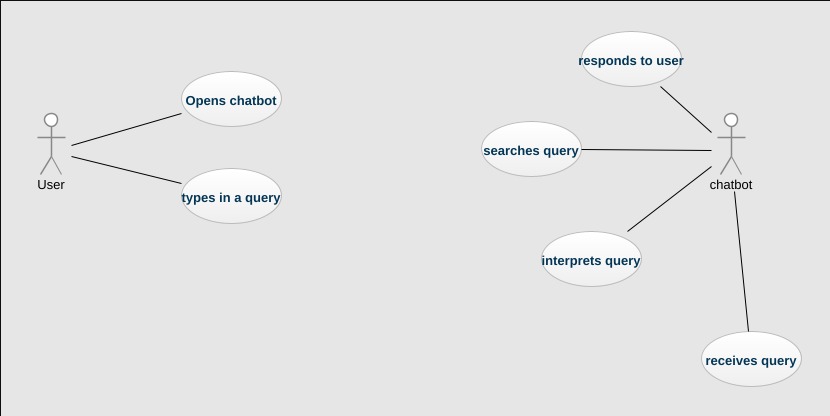 responds to user
Opens chatbot
searches query
User
chatbot
types in a query
interprets query
receives query